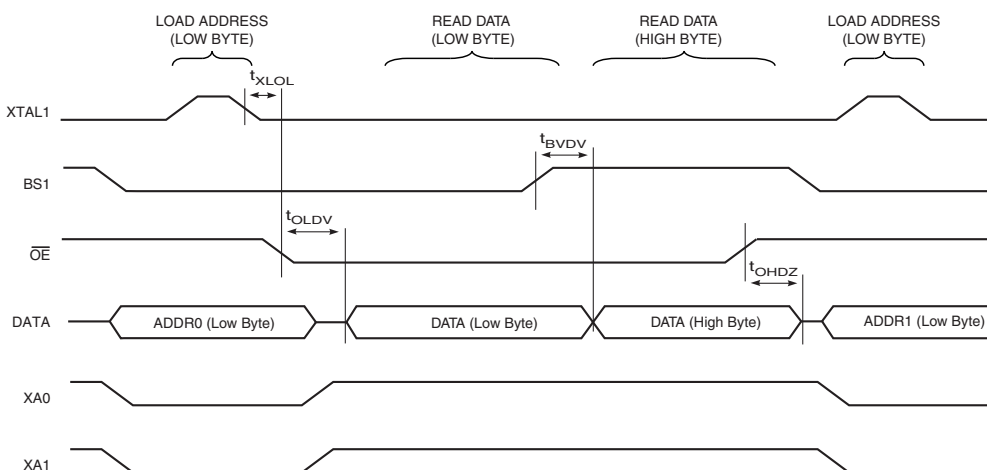 LOAD ADDRESS
(LOW BYTE)
READ DATA
(LOW BYTE)
READ DATA
(HIGH BYTE)
LOAD ADDRESS
(LOW BYTE)
tXLOL
XTAL1
tBVDV
BS1
tOLDV
OE
tOHDZ
DATA
ADDR0 (Low Byte)
DATA (Low Byte)
DATA (High Byte)
ADDR1 (Low Byte)
XA0
XA1